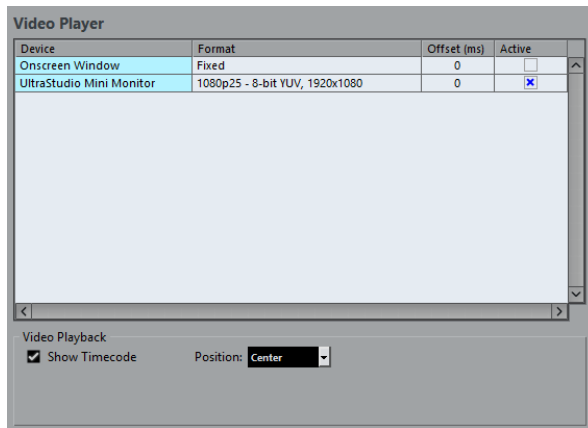 Video Player
Device Format Offset (ms) Active
Onscreen Window Fixed 0
UltraStudio Mini Monitor 1080p25 - 8-bit YUV, 1920x1080 0
Video Playback
Show Timecode Position: Center